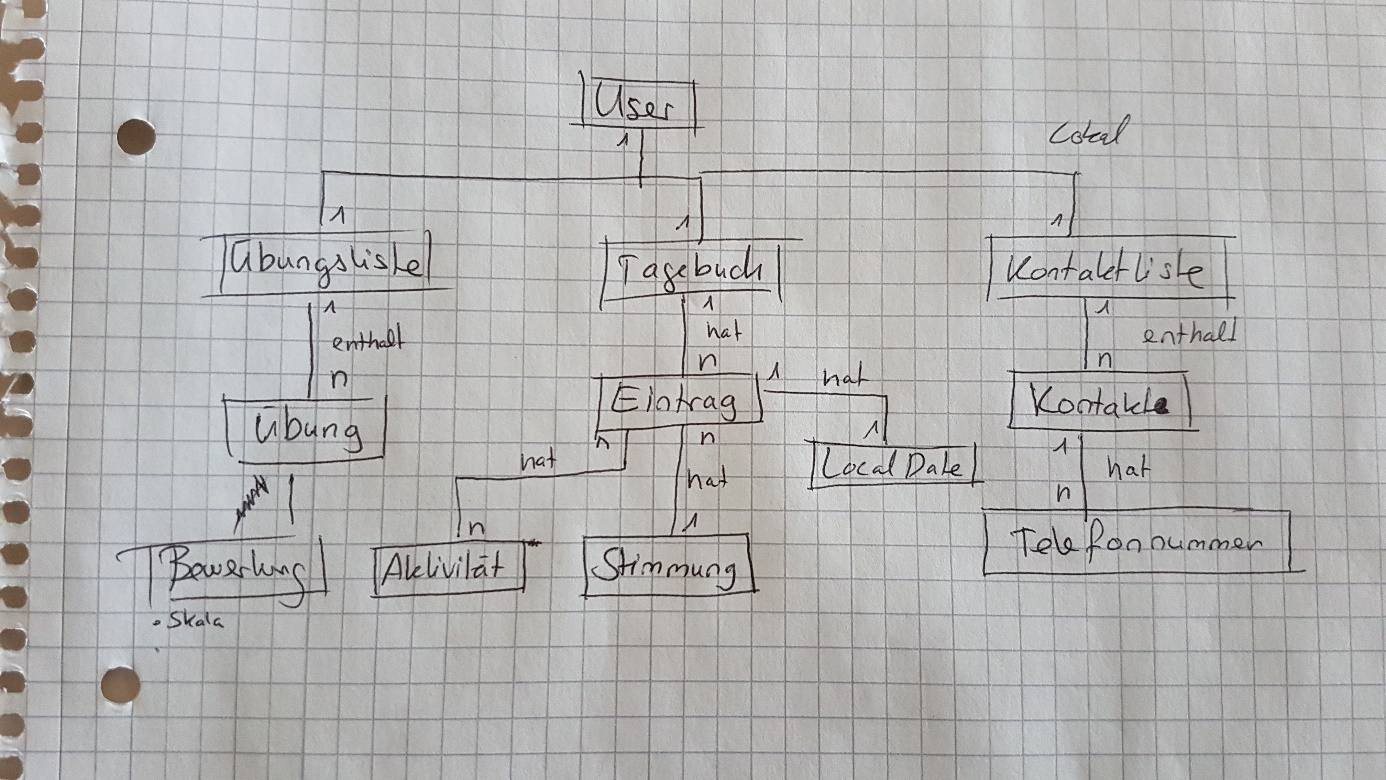 User
1
Lokal
1
1
1
Übungsliste
Tagebuch
Kontaktliste
1
enthält
n
1
hat
n
1
enthält
n
Übung
Eintrag
1
hat
1
Kontakte
LocalDate
n
hat
n
n
hat
1
1
hat
n
Bewertung
Aktivität
Stimmung
Telefonnummer
• Skala